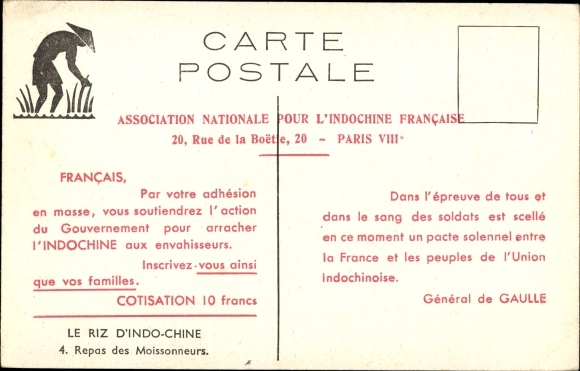 CARTE
POSTALE
ASSOCIATION NATIONALE POUR L'INDOCHINE FRANÇAISE
20, Rue de la Boëtie, 20 - PARIS VIIIᵉ
FRANÇAIS,
Par votre adhésion
en masse, vous soutiendrez l'action
du Gouvernement pour arracher
l'INDOCHINE aux envahisseurs.
Inscrivez-vous ainsi
que vos familles.
COTISATION 10 francs
LE RIZ D'INDO-CHINE
4. Repas des Moissonneurs.
Dans l'épreuve de tous et
dans le sang des soldats est scellé
en ce moment un pacte solennel entre
la France et les peuples de l'Union
Indochinoise.
Général de GAULLE